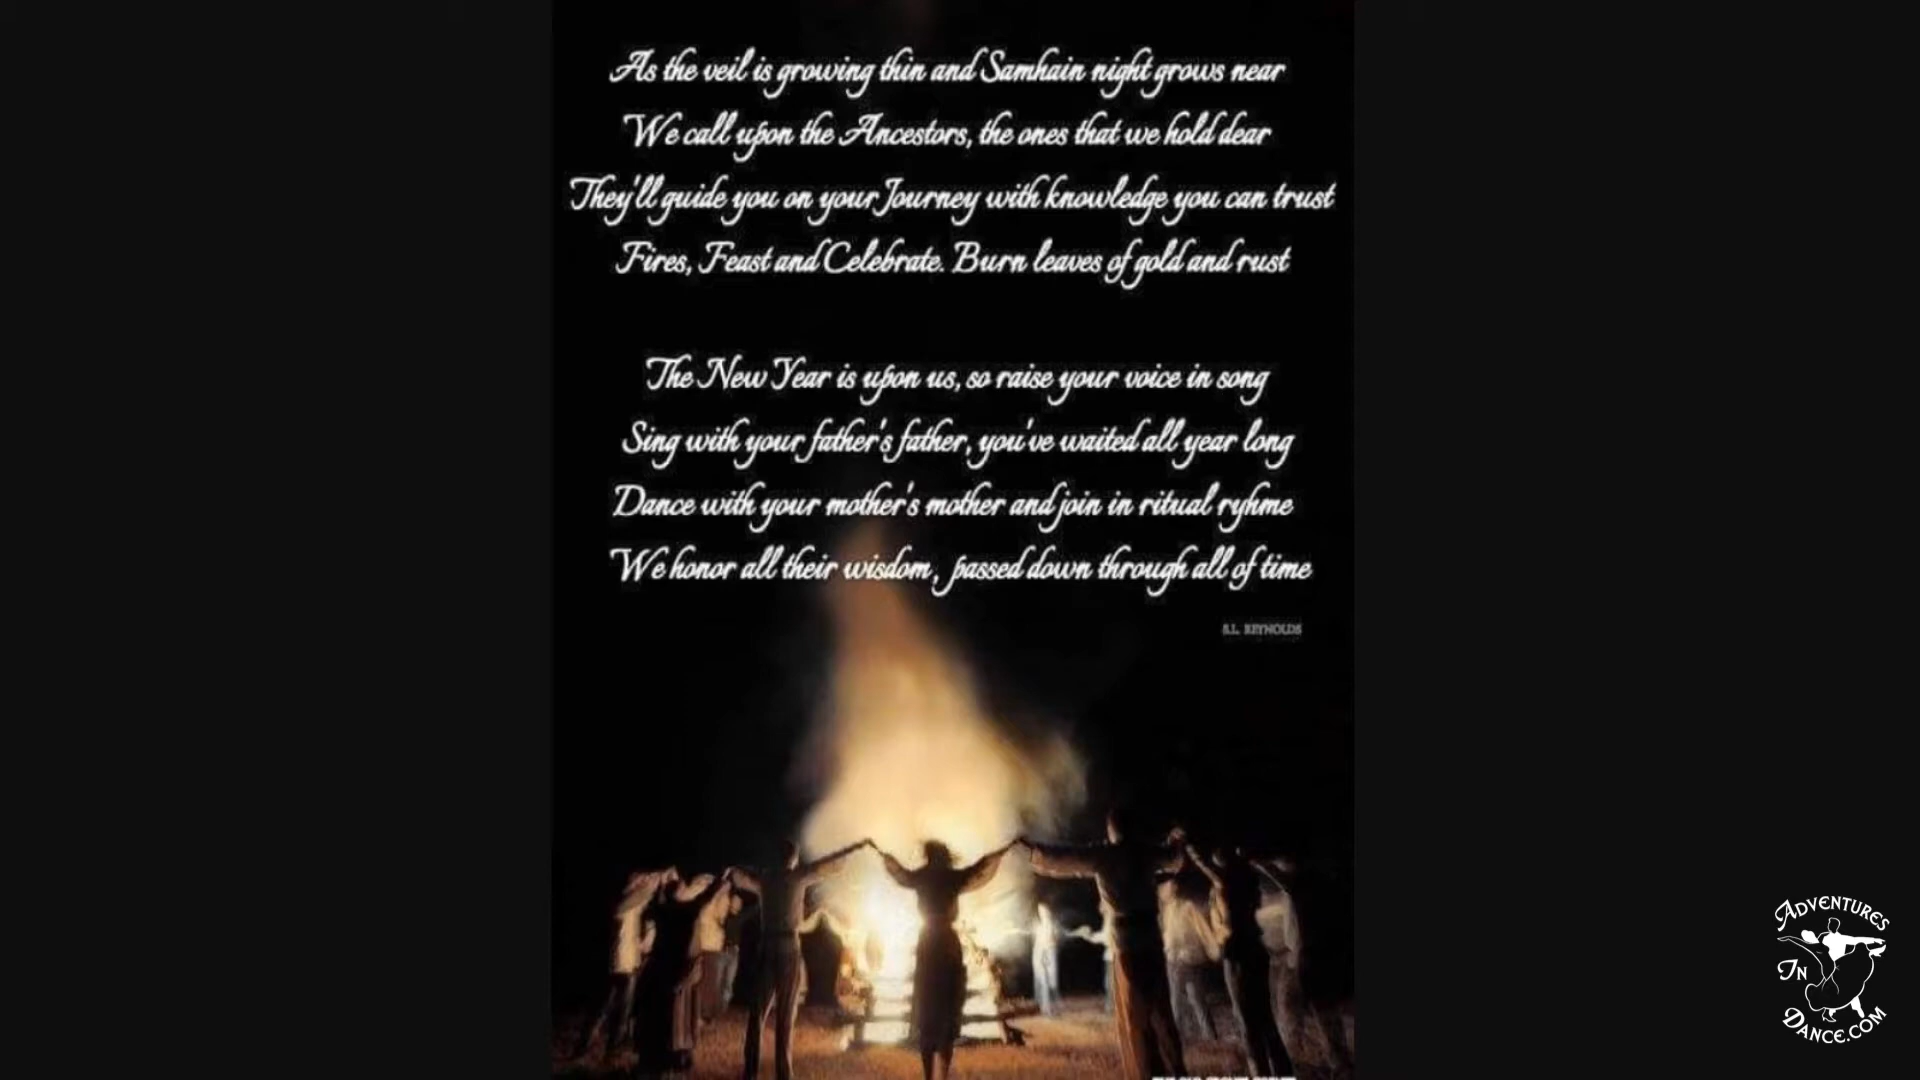 As the veil is growing thin and Samhain night grows near
We call upon the Ancestors, the ones that we hold dear
They'll guide you on your Journey with knowledge you can trust
Fires, Feast and Celebrate. Burn leaves of gold and rust
The New Year is upon us, so raise your voice in song
Sing with your father's father, you've waited all year long
Dance with your mother's mother and join in ritual ryhme
We honor all their wisdom, passed down through all of time
S.L. REYNOLDS
ADVENTURES
IN
DANCE.COM